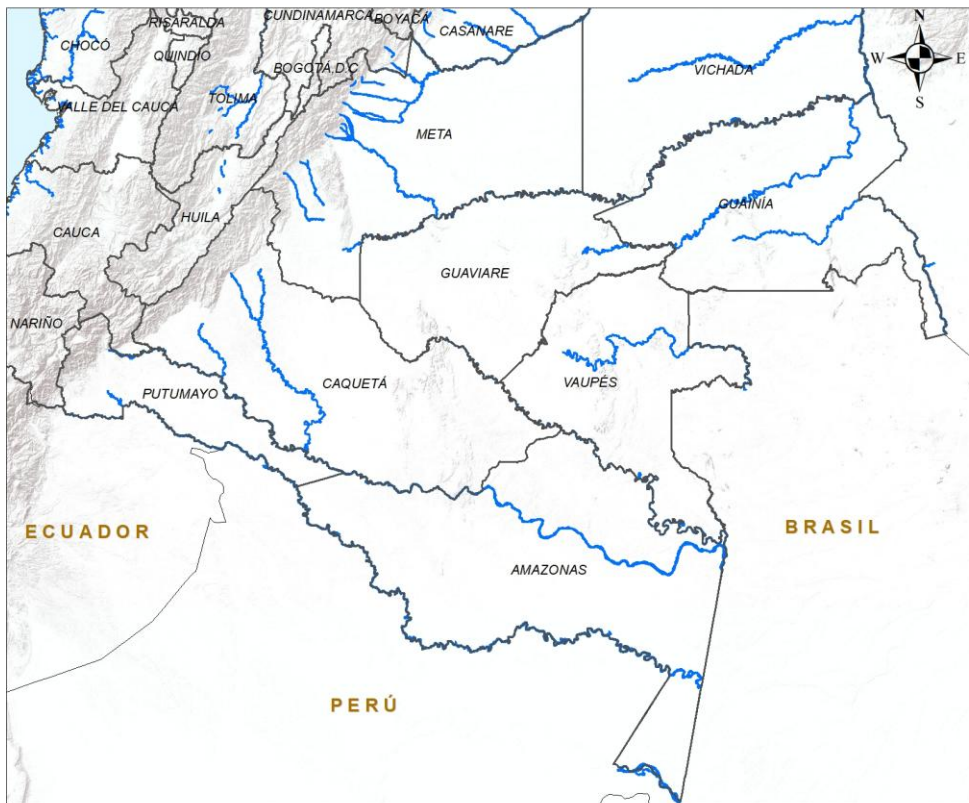 CUNDINAMARCA
BOYACÁ
N
RISARALDA
CASANARE
CHOCÓ
QUINDIO
W
E
BOGOTÁ,D.C
VICHADA
S
VALLE DEL CAUCA
TOLIMA
META
GUAINÍA
HUILA
CAUCA
GUAVIARE
NARIÑO
CAQUETÁ
VAUPÉS
PUTUMAYO
ECUADOR
BRASIL
AMAZONAS
PERÚ